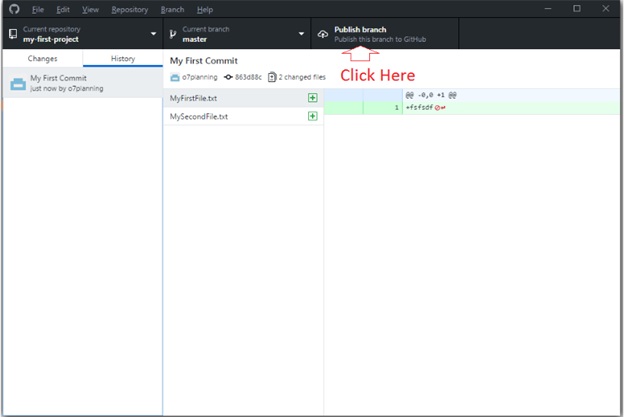 File Edit View Repository Branch Help
Current repository
my-first-project
Current branch
master
Publish branch
Publish this branch to GitHub
Click Here
Changes History
My First Commit
just now by o7planning
My First Commit
o7planning 863d88c 2 changed files
MyFirstFile.txt
MySecondFile.txt
@@ -0,0 +1 @@
1 +fsfsdf